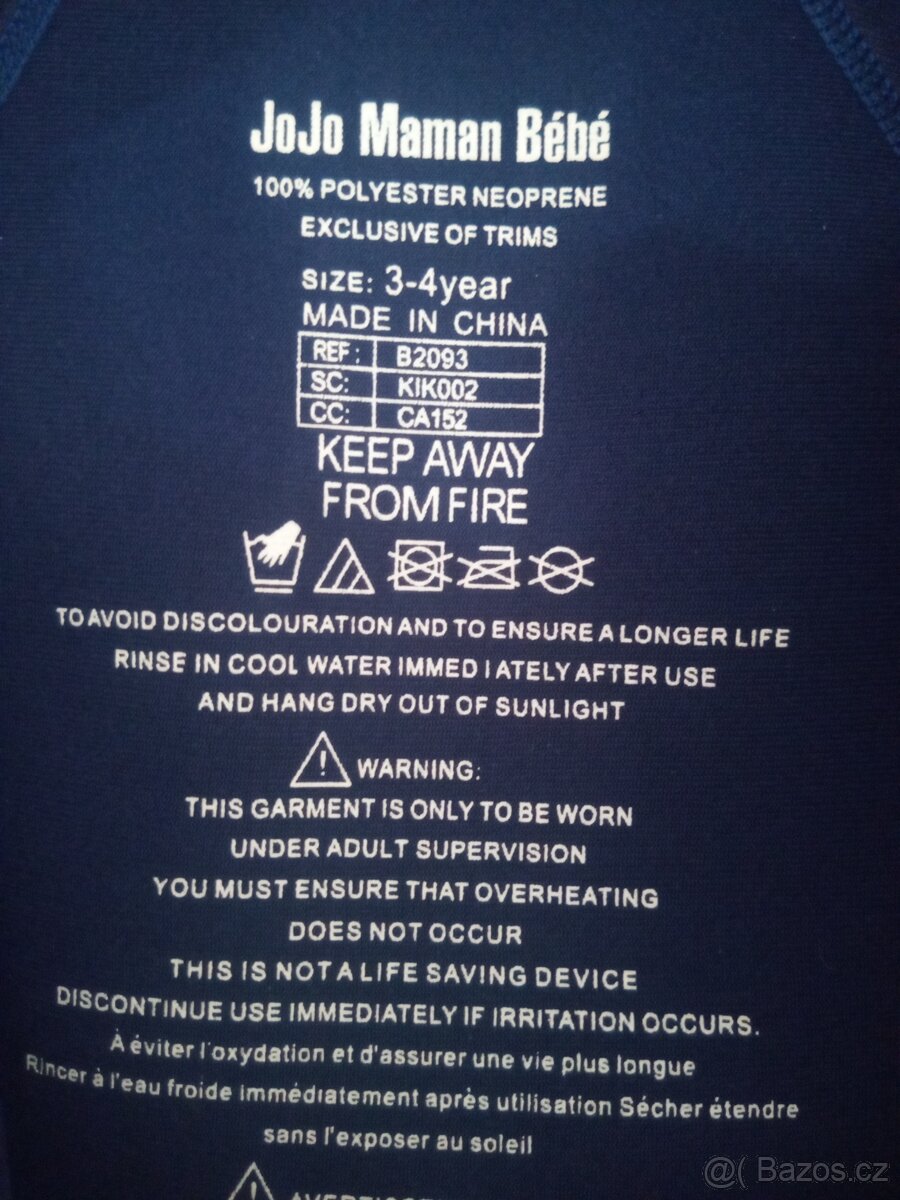 JoJo Maman Bébé
100% POLYESTER NEOPRENE
EXCLUSIVE OF TRIMS
SIZE: 3-4year
MADE IN CHINA
REF: B2093
SC: KIK002
CC: CA152
KEEP AWAY
FROM FIRE
TO AVOID DISCOLOURATION AND TO ENSURE A LONGER LIFE
RINSE IN COOL WATER IMMEDIATELY AFTER USE
AND HANG DRY OUT OF SUNLIGHT
WARNING:
THIS GARMENT IS ONLY TO BE WORN
UNDER ADULT SUPERVISION
YOU MUST ENSURE THAT OVERHEATING
DOES NOT OCCUR
THIS IS NOT A LIFE SAVING DEVICE
DISCONTINUE USE IMMEDIATELY IF IRRITATION OCCURS.
À éviter l'oxydation et d'assurer une vie plus longue
Rincer à l'eau froide immédiatement après utilisation Sécher étendre
sans l'exposer au soleil
@( Bazos.cz